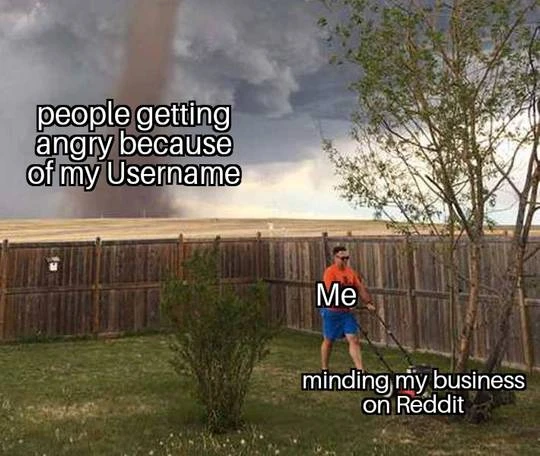 people getting
angry because
of my Username
Me
minding my business
on Reddit